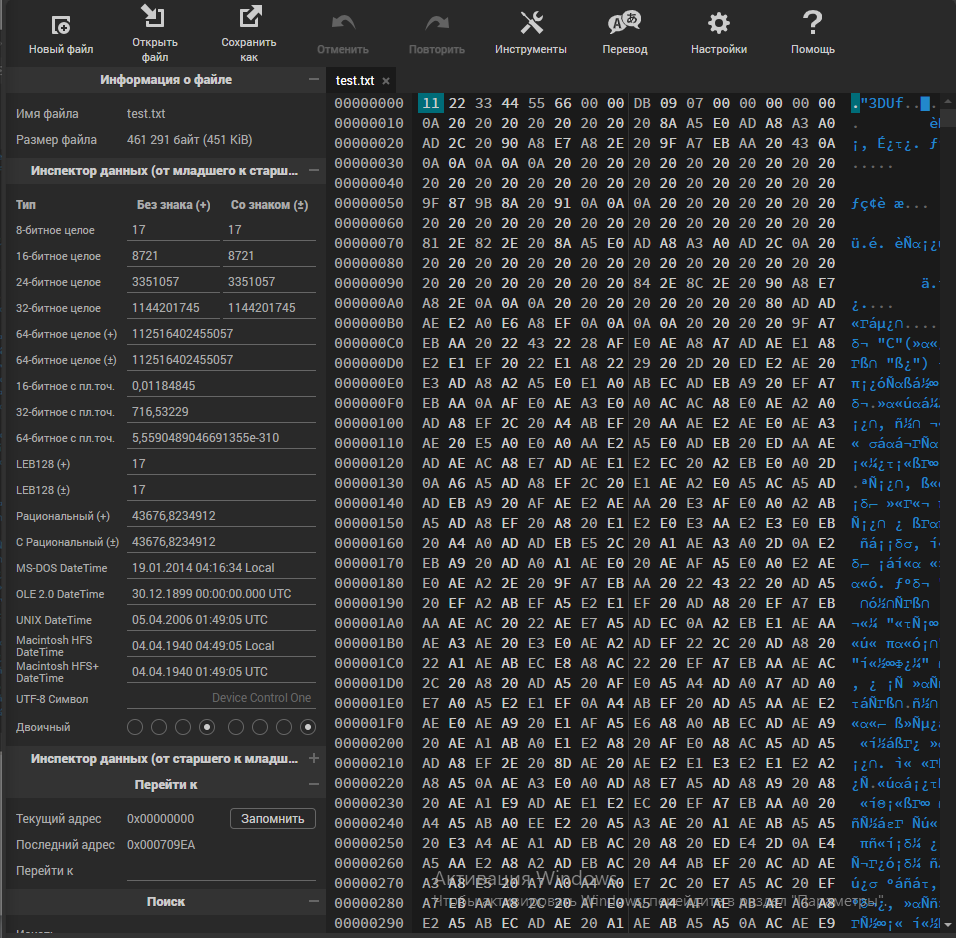 Новый файл
Открыть файл
Сохранить как
Отменить
Повторить
Инструменты
Перевод
Настройки
Помощь
Информация о файле
Имя файла test.txt
Размер файла 461 291 байт (451 KiB)
Инспектор данных (от младшего к старш...
Тип Без знака (+) Со знаком (±)
8-битное целое 17 17
16-битное целое 8721 8721
24-битное целое 3351057 3351057
32-битное целое 1144201745 1144201745
64-битное целое (+) 112516402455057
64-битное целое (±) 112516402455057
16-битное с пл.точ. 0,01184845
32-битное с пл.точ. 716,53229
64-битное с пл.точ. 5,5590489046691355e-310
LEB128 (+) 17
LEB128 (±) 17
Рациональный (+) 43676,8234912
С Рациональный (±) 43676,8234912
MS-DOS DateTime 19.01.2014 04:16:34 Local
OLE 2.0 DateTime 30.12.1899 00:00:00.000 UTC
UNIX DateTime 05.04.2006 01:49:05 UTC
Macintosh HFS DateTime 04.04.1940 04:49:05 Local
Macintosh HFS+ DateTime 04.04.1940 01:49:05 UTC
UTF-8 Символ Device Control One
Двоичный
Инспектор данных (от старшего к младш...
Перейти к
Текущий адрес 0x00000000 Запомнить
Последний адрес 0x000709EA
Перейти к
Поиск
test.txt ×
00000000 11 22 33 44 55 66 00 00 DB 09 07 00 00 00 00 00
00000010 0A 20 20 20 20 20 20 20 20 8A A5 E0 AD A8 A3 A0
00000020 AD 2C 20 90 A8 E7 A8 2E 20 9F A7 EB AA 20 43 0A
00000030 0A 0A 0A 0A 20 20 20 20 20 20 20 20 20 20 20 20
00000040 20 20 20 20 20 20 20 20 20 20 20 20 20 20 20 20
00000050 9F 87 9B 8A 20 91 0A 0A 0A 20 20 20 20 20 20 20
00000060 20 20 20 20 20 20 20 20 20 20 20 20 20 20 20 20
00000070 81 2E 82 2E 20 8A A5 E0 AD A8 A3 A0 AD 2C 0A 20
00000080 20 20 20 20 20 20 20 20 20 20 20 20 20 20 20 20
00000090 20 20 20 20 20 20 20 20 84 2E 8C 2E 20 90 A8 E7
000000A0 A8 2E 0A 0A 0A 20 20 20 20 20 20 20 20 80 AD AD
000000B0 AE E2 A0 E6 A8 EF 0A 0A 0A 0A 20 20 20 20 9F A7
000000C0 EB AA 20 22 43 22 28 AF E0 AE A8 A7 AD AE E1 A8
000000D0 E2 E1 EF 20 22 E1 A8 22 29 20 2D 20 ED E2 AE 20
000000E0 E3 AD A8 A2 A5 E0 E1 A0 AB EC AD EB A9 20 EF A7
000000F0 EB AA 0A AF E0 AE A3 E0 A0 AC AC A8 E0 AE A2 A0
00000100 AD A8 EF 2C 20 A4 AB EF 20 AA AE E2 AE E0 AE A3
00000110 AE 20 E5 A0 E0 A0 AA E2 A5 E0 AD EB 20 ED AA AE
00000120 AD AE AC A8 E7 AD AE E1 E2 EC 20 A2 EB E0 A0 2D
00000130 0A A6 A5 AD A8 EF 2C 20 E1 AE A2 E0 A5 AC A5 AD
00000140 AD EB A9 20 AF AE E2 AE AA 20 E3 AF E0 A0 A2 AB
00000150 A5 AD A8 EF 20 A8 20 E1 E2 E0 E3 AA E2 E3 E0 EB
00000160 20 A4 A0 AD AD EB E5 2C 20 A1 AE A3 A0 2D 0A E2
00000170 EB A9 20 AD A0 A1 AE E0 20 AE AF A5 E0 A0 E2 AE
00000180 E0 AE A2 2E 20 9F A7 EB AA 20 22 43 22 20 AD A5
00000190 20 EF A2 AB EF A5 E2 E1 EF 20 AD A8 20 EF A7 EB
000001A0 AA AE AC 20 22 AE E7 A5 AD EC 0A A2 EB E1 AE AA
000001B0 AE A3 AE 20 E3 E0 AE A2 AD EF 22 2C 20 AD A8 20
000001C0 22 A1 AE AB EC E8 A8 AC 22 20 EF A7 EB AA AE AC
000001D0 2C 20 A8 20 AD A5 20 AF E0 A5 A4 AD A0 A7 AD A0
000001E0 E7 A0 A5 E2 E1 EF 0A A4 AB EF 20 AD A5 AA AE E2
000001F0 AE E0 AE A9 20 E1 AF A5 E6 A8 A0 AB EC AD AE A9
00000200 20 AE A1 AB A0 E1 E2 A8 20 AF E0 A8 AC A5 AD A5
00000210 AD A8 EF 2E 20 8D AE 20 AE E2 E1 E3 E2 E1 E2 A2
00000220 A8 A5 0A AE A3 E0 A0 AD A8 E7 A5 AD A8 A9 20 A8
00000230 20 AE A1 E9 AD AE E1 E2 EC 20 EF A7 EB AA A0 20
00000240 A4 A5 AB A0 EE E2 20 A5 A3 AE 20 A1 AE AB A5 A5
00000250 20 E3 A4 AE A1 AD EB AC 20 A8 20 ED E4 2D 0A E4
00000260 A5 AA E2 A8 A2 AD EB AC 20 A4 AB EF 20 AC AD AE
00000270 A3 A8 E5 20 A7 A0 A4 A0 E7 2C 20 E7 A5 AC 20 EF
00000280
00000290 E2 A5 AB EC AD AE 20 A1 AE AB A5 A5 0A AC AE E9
Активация Windows